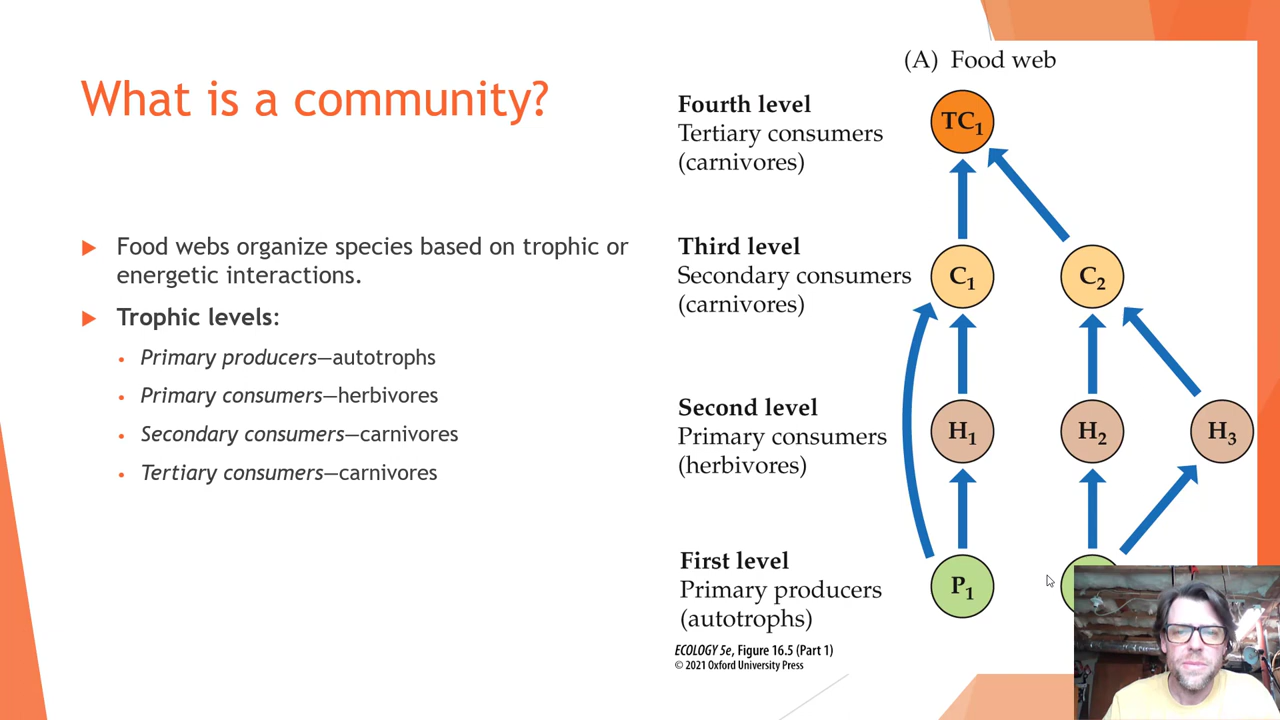 What is a community?
Food webs organize species based on trophic or
energetic interactions.
Trophic levels:
Primary producers—autotrophs
Primary consumers—herbivores
Secondary consumers—carnivores
Tertiary consumers—carnivores
(A) Food web
Fourth level
Tertiary consumers
(carnivores)
TC₁
Third level
Secondary consumers
(carnivores)
C₁
C₂
Second level
Primary consumers
(herbivores)
H₁
H₂
H₃
First level
Primary producers
(autotrophs)
P₁
ECOLOGY 5e, Figure 16.5 (Part 1)
© 2021 Oxford University Press